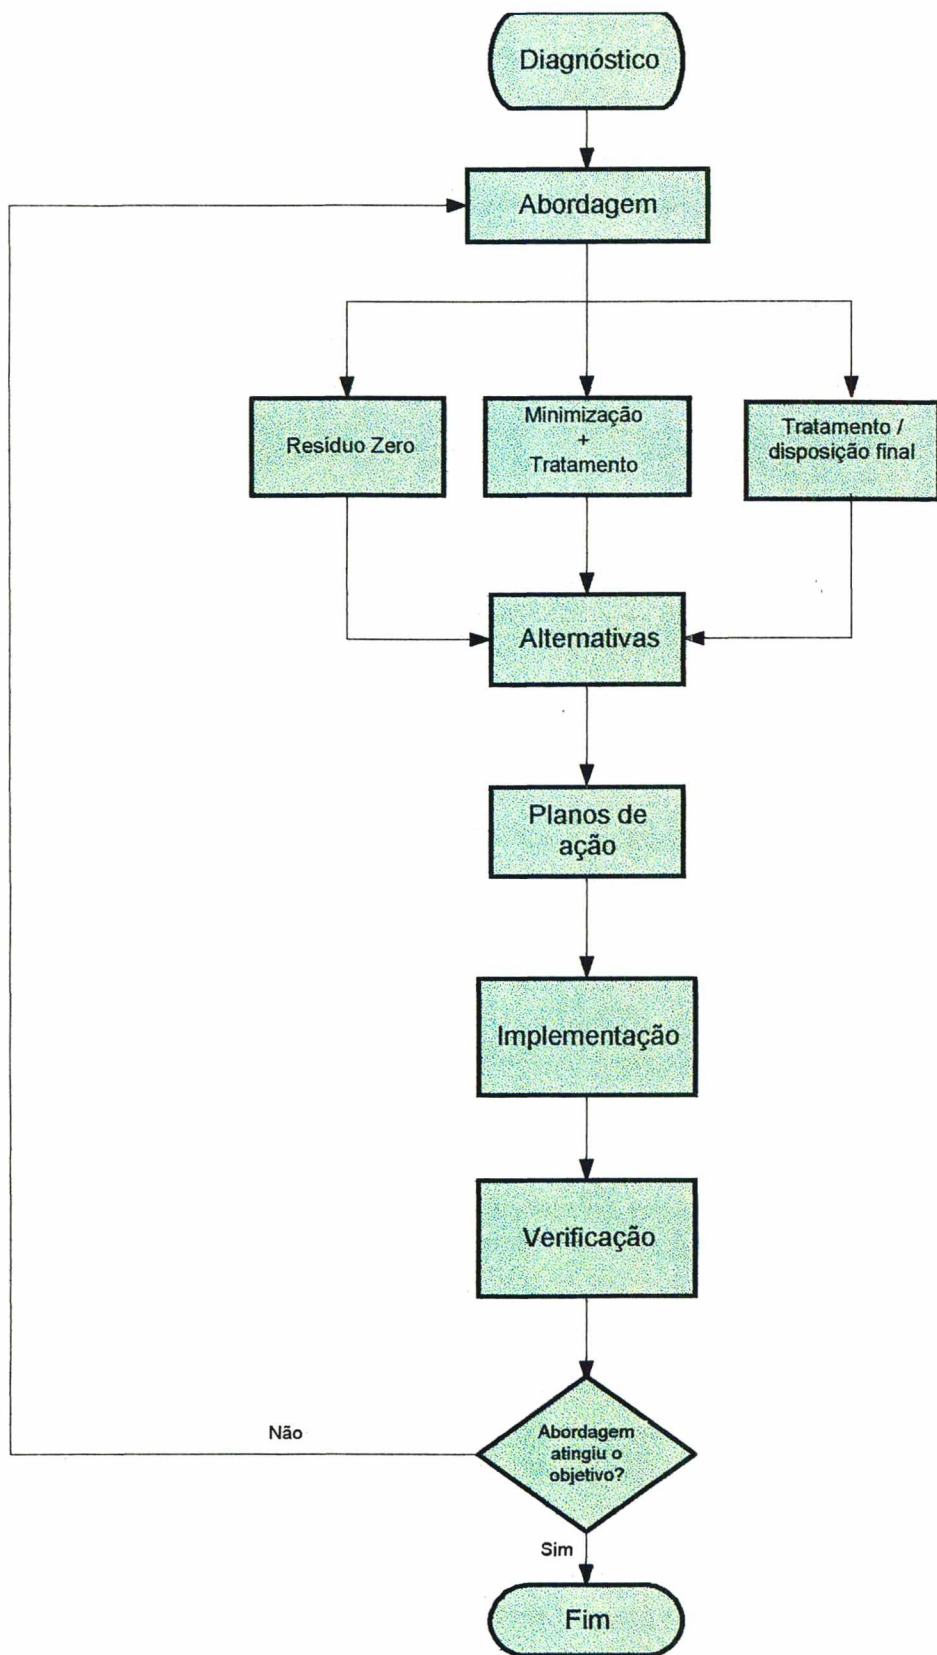 Diagnóstico
Abordagem
Resíduo Zero
Minimização
+
Tratamento
Tratamento /
disposição final
Alternativas
Planos de
ação
Implementação
Verificação
Abordagem
atingiu o
objetivo?
Não
Sim
Fim